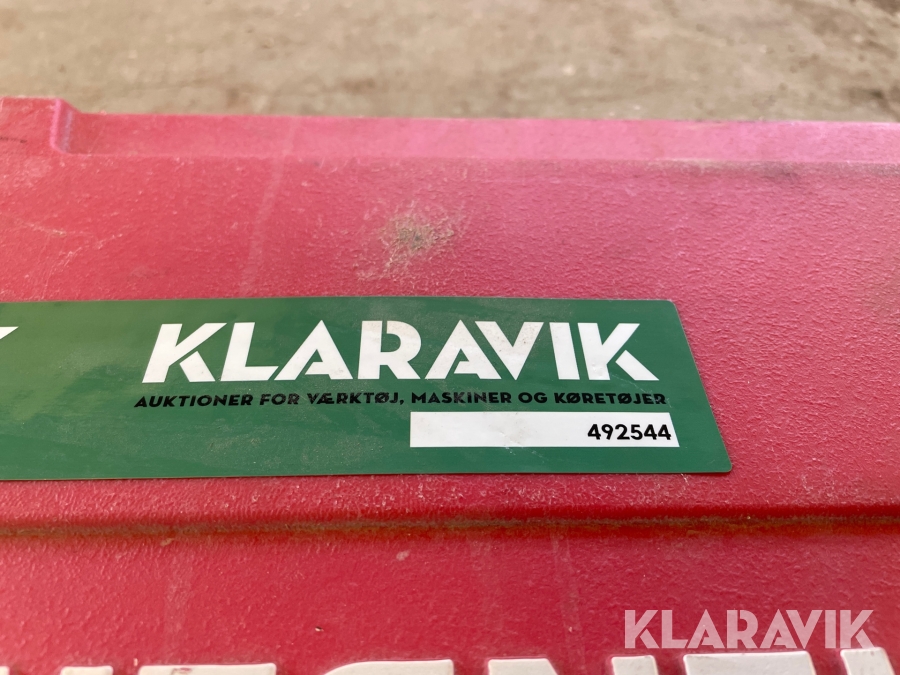 KLARAVIK
AUKTIONER FOR VÆRKTØJ, MASKINER OG KØRETØJER
492544
KLARAVIK